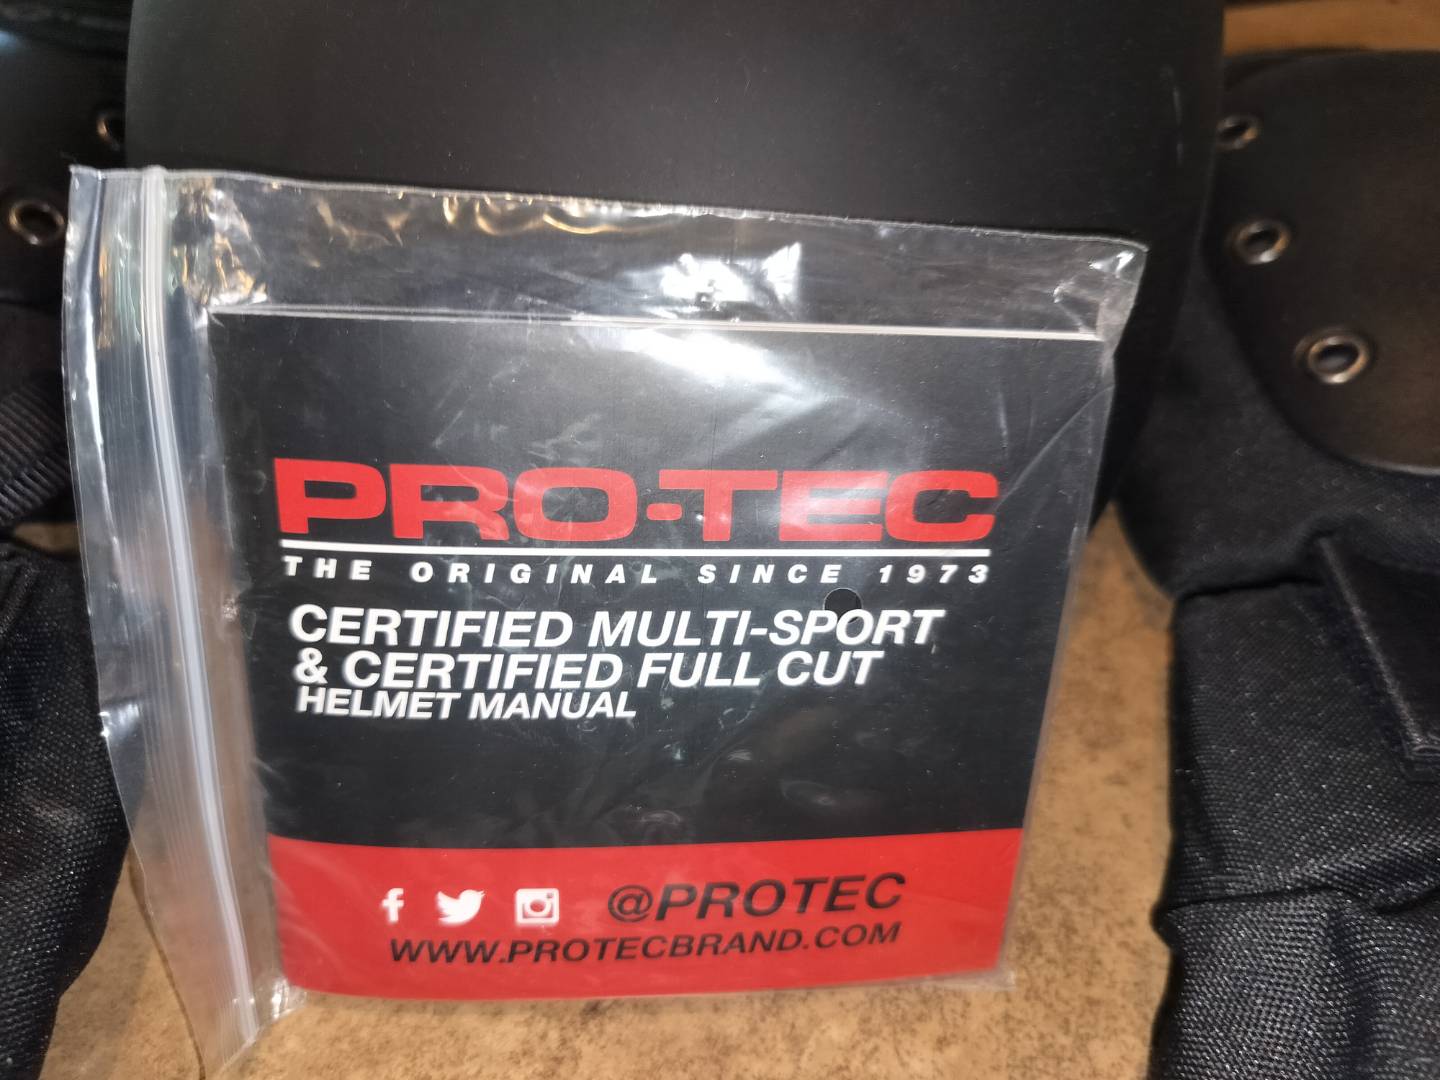 PRO-TEC
THE ORIGINAL SINCE 1973
CERTIFIED MULTI-SPORT
& CERTIFIED FULL CUT
HELMET MANUAL
@PROTEC
WWW.PROTECBRAND.COM